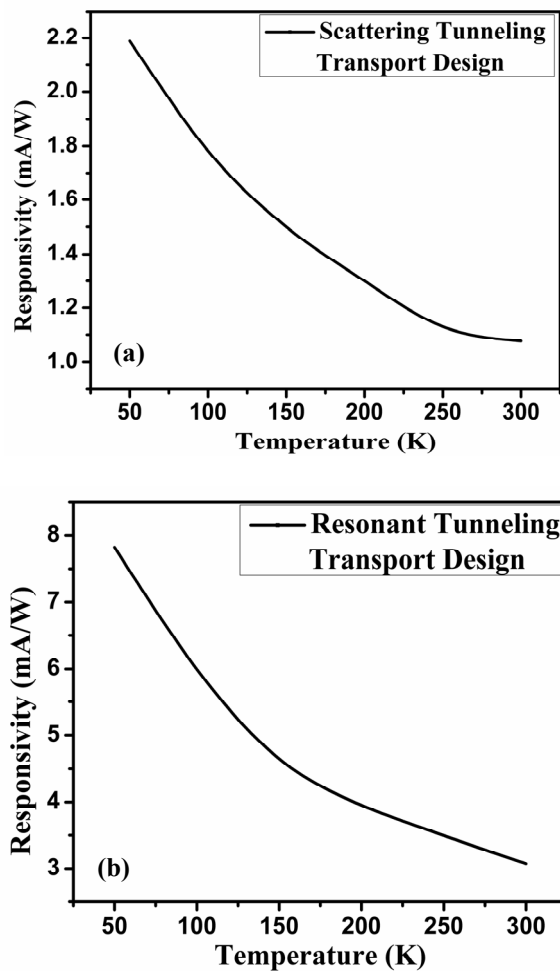 Scattering Tunneling
Transport Design
2.2
2.0
1.8
1.6
1.4
1.2
1.0
Responsivity (mA/W)
(a)
50 100 150 200 250 300
Temperature (K)
Resonant Tunneling
Transport Design
8
7
6
5
4
3
Responsivity (mA/W)
(b)
50 100 150 200 250 300
Temperature (K)